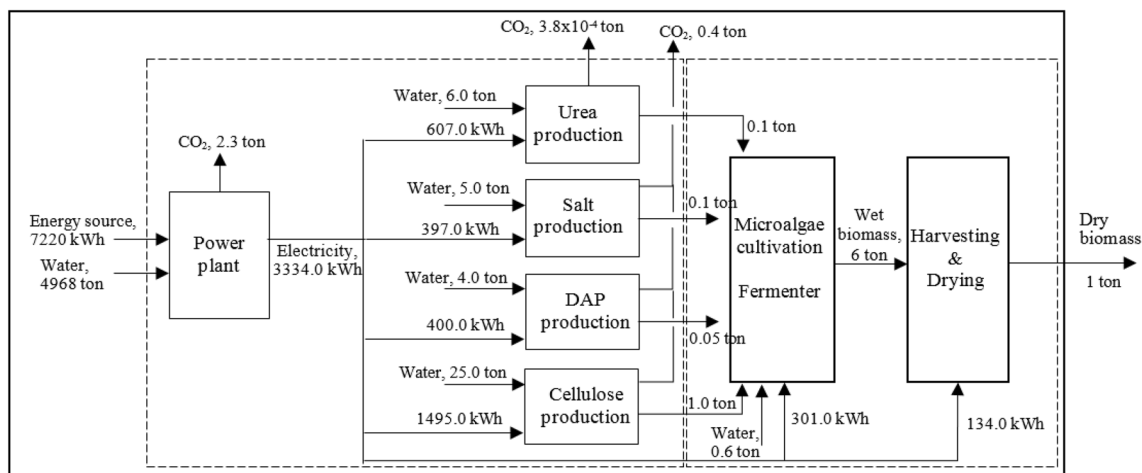 CO₂, 3.8x10⁻⁴ ton
CO₂, 0.4 ton
Water, 6.0 ton
607.0 kWh
Urea
production
0.1 ton
CO₂, 2.3 ton
Energy source,
7220 kWh
Water,
4968 ton
Power
plant
Electricity,
3334.0 kWh
Water, 5.0 ton
397.0 kWh
Salt
production
0.1 ton
Water, 4.0 ton
400.0 kWh
DAP
production
0.05 ton
Water, 25.0 ton
1495.0 kWh
Cellulose
production
1.0 ton
Water,
0.6 ton
301.0 kWh
134.0 kWh
Microalgae
cultivation
Fermenter
Wet
biomass,
6 ton
Harvesting
&
Drying
Dry
biomass
1 ton